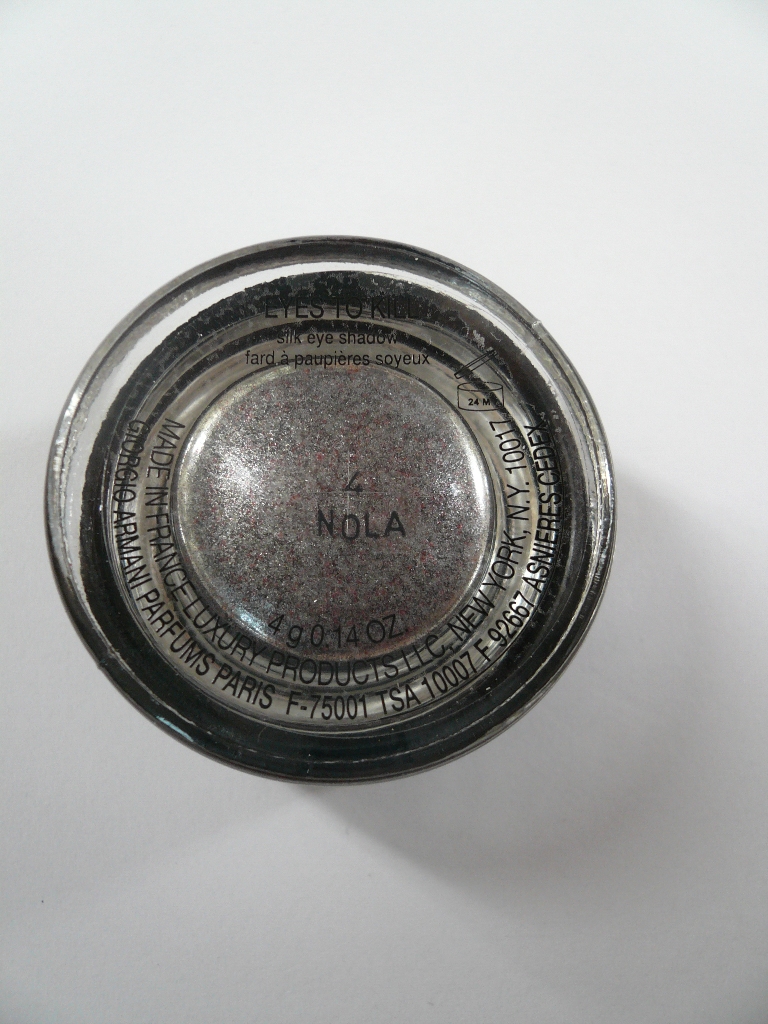 EYES TO KILL
silk eye shadow
fard à paupières soyeux
24 M
4
NOLA
4 g 0.14 OZ.
MADE IN FRANCE LUXURY PRODUCTS LLC, NEW YORK, N.Y. 10017
GIORGIO ARMANI PARFUMS PARIS F-75001 TSA 10007 F 92667 ASNIERES CEDEX